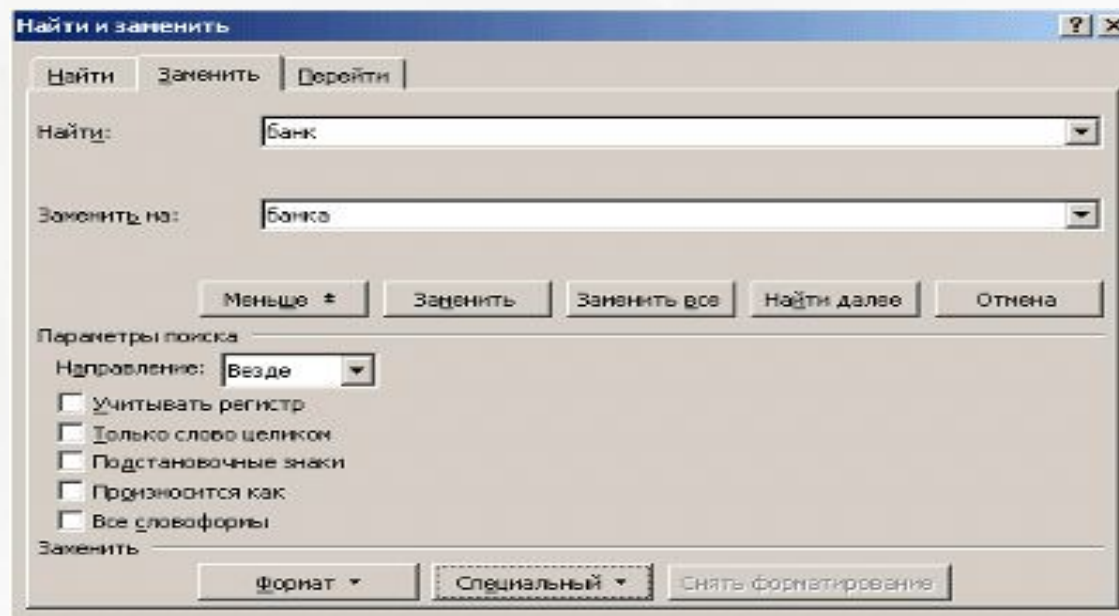 Найти и заменить
Найти Заменить Перейти
Найти: банк
Заменить на: банка
Меньше Заменить Заменить все Найти далее Отмена
Параметры поиска
Направление: Везде
Учитывать регистр
Только слово целиком
Подстановочные знаки
Произносится как
Все словоформы
Заменить
Формат Специальный Снять форматирование